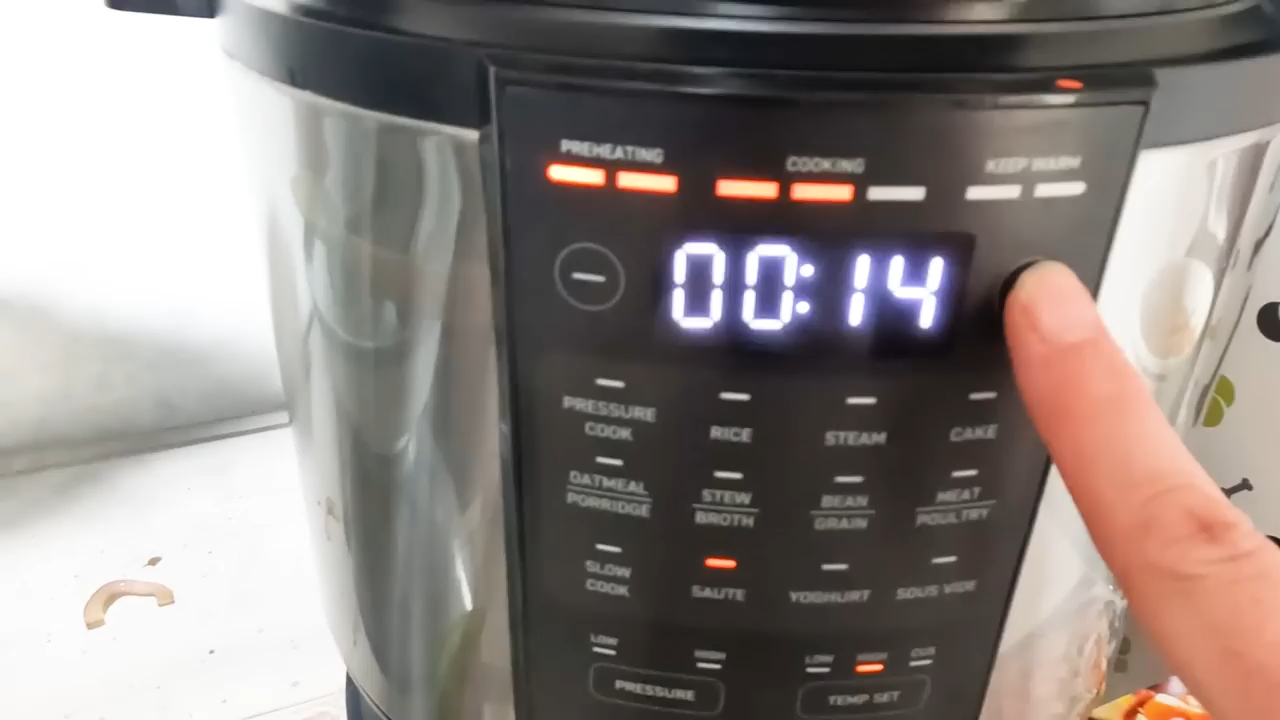 PREHEATING COOKING KEEP WARM
00:14
PRESSURE COOK
RICE
STEAM
CAKE
OATMEAL
PORRIDGE
STEW
BROTH
BEAN
GRAIN
MEAT
POULTRY
SLOW COOK
SAUTE
YOGHURT
SOUS VIDE
LOW HIGH
LOW HIGH CUS
PRESSURE
TEMP SET